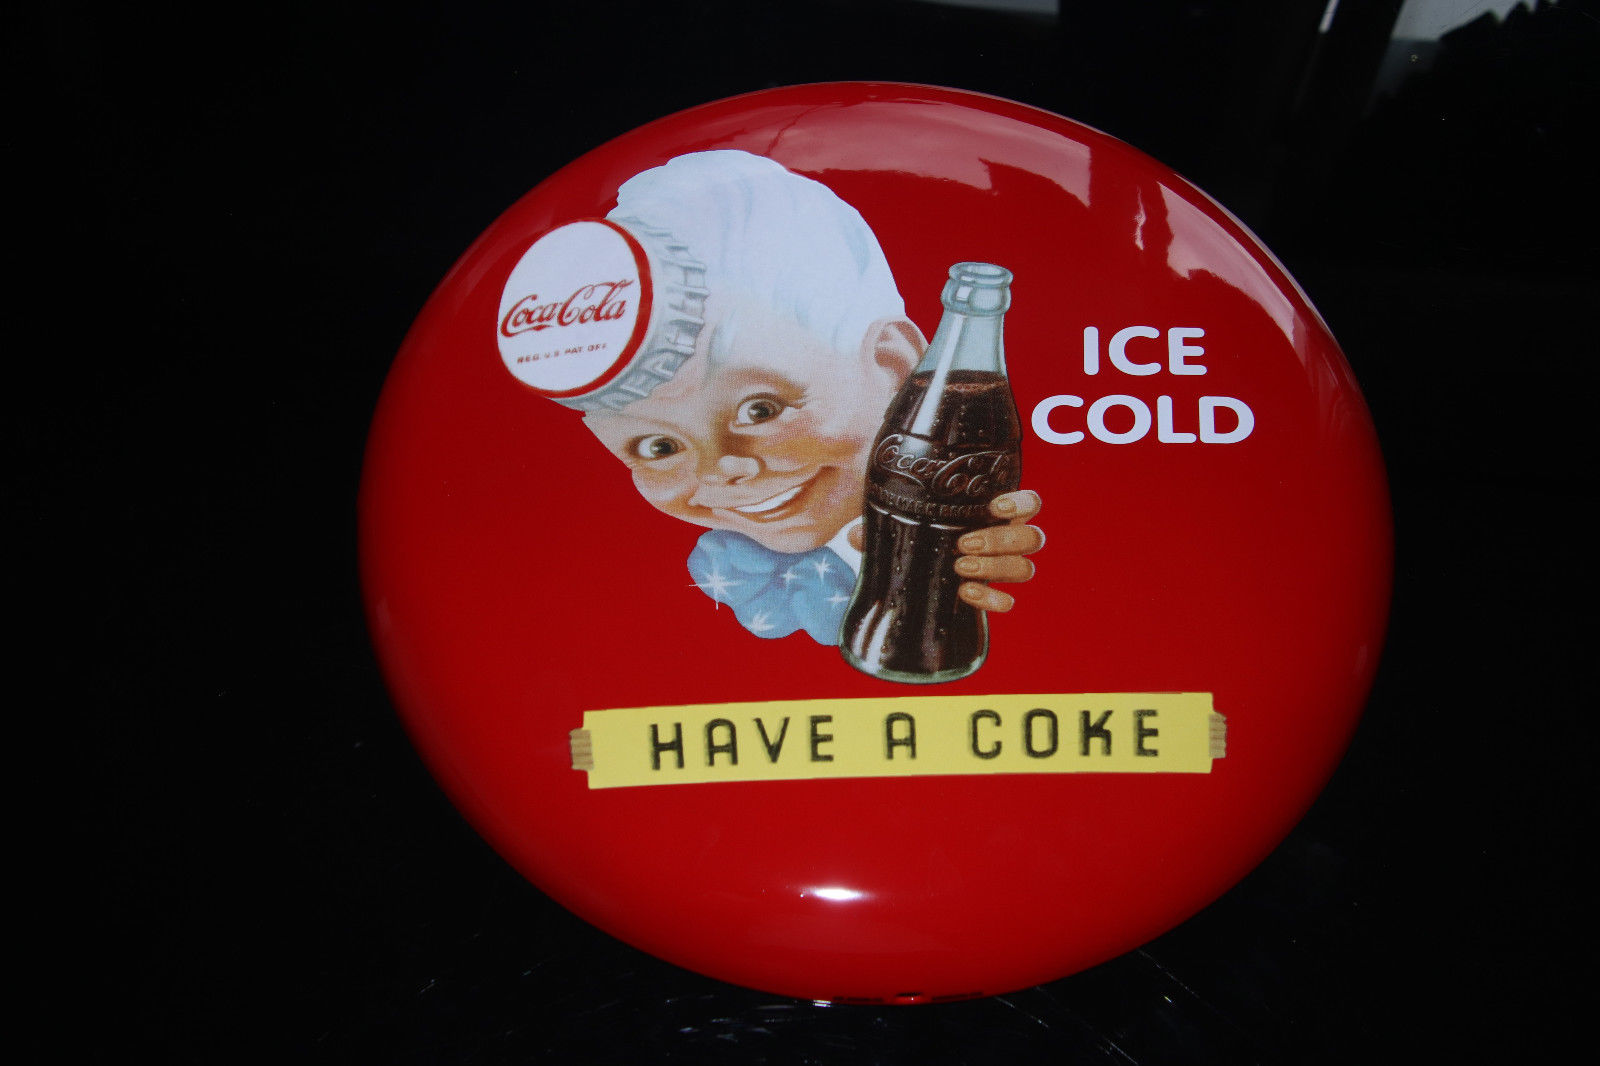 Coca-Cola
REG. U.S. PAT. OFF.
ICE
COLD
Coca-Cola
HAVE A COKE